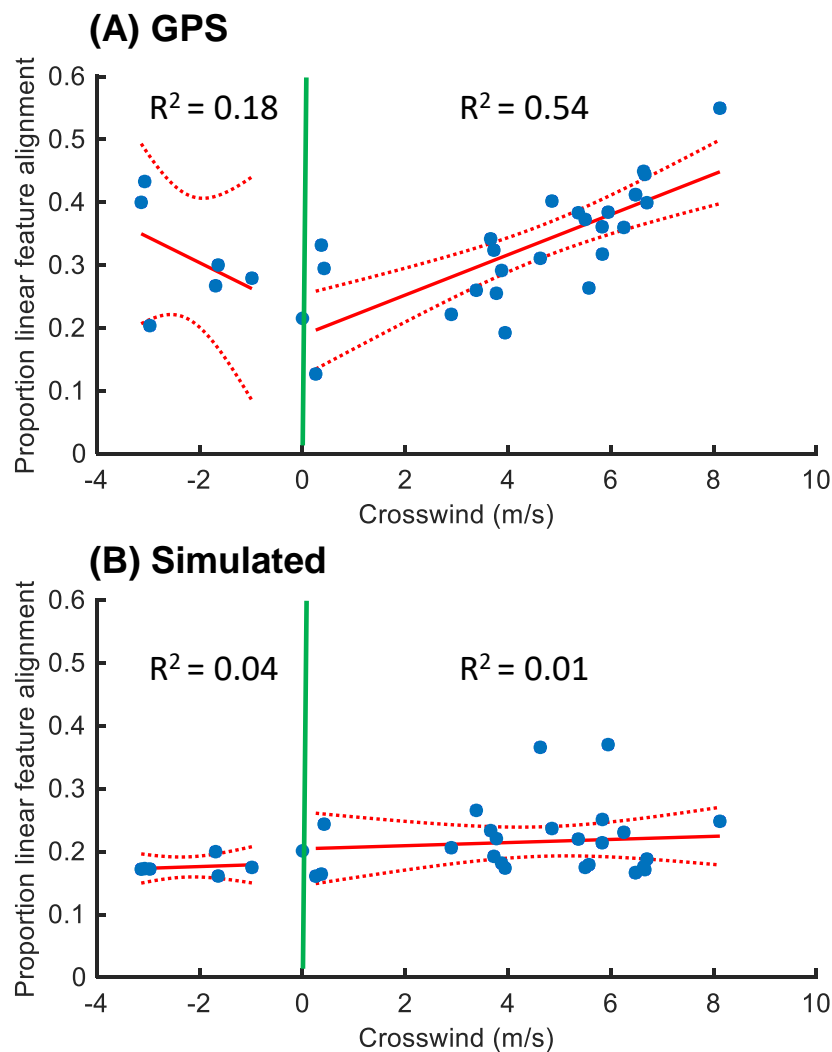 (A) GPS
R² = 0.18
R² = 0.54
Proportion linear feature alignment
0.6
0.5
0.4
0.3
0.2
0.1
0
-4 -2 0 2 4 6 8 10
Crosswind (m/s)
(B) Simulated
R² = 0.04
R² = 0.01
Proportion linear feature alignment
0.6
0.5
0.4
0.3
0.2
0.1
0
-4 -2 0 2 4 6 8 10
Crosswind (m/s)